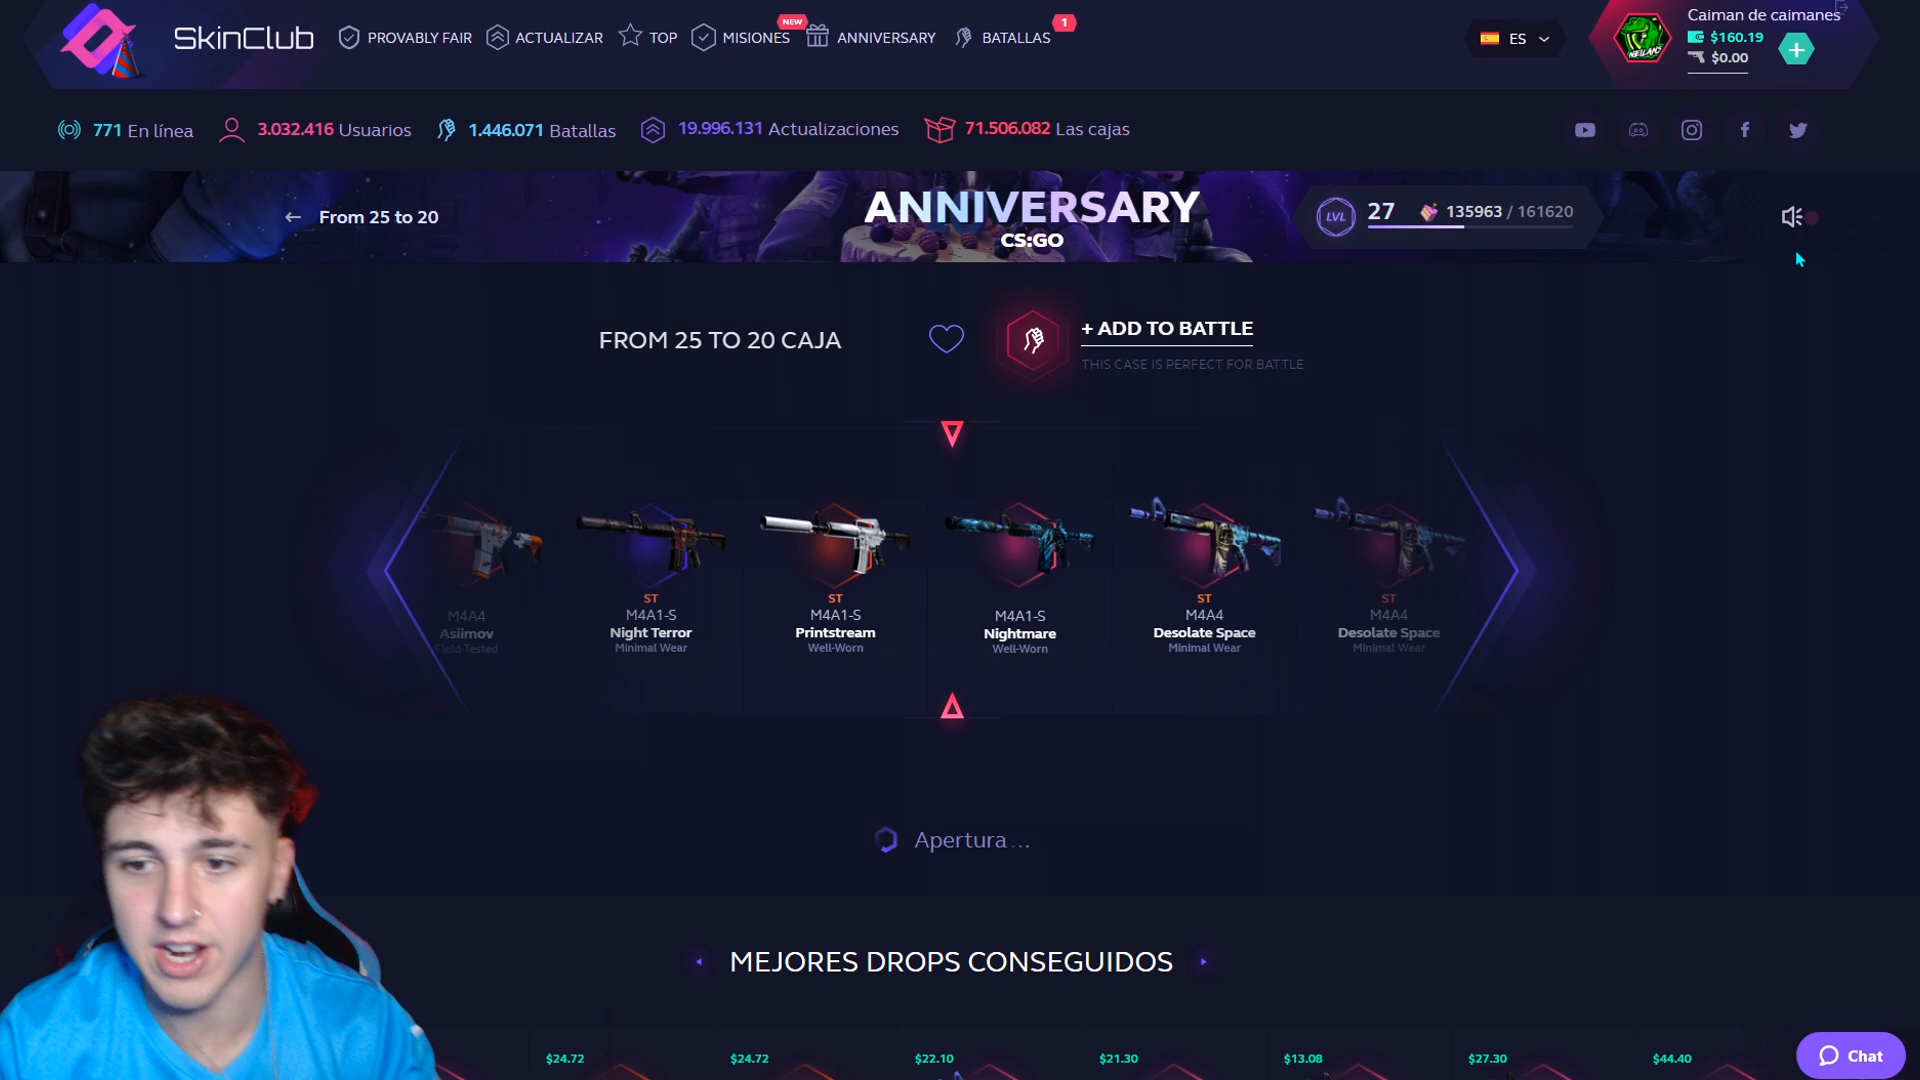 SkinClub
PROVABLY FAIR
ACTUALIZAR
TOP
MISIONES
NEW
ANNIVERSARY
BATALLAS
1
ES
Caiman de caimanes
$160.19
$0.00
771 En línea
3.032.416 Usuarios
1.446.071 Batallas
19.996.131 Actualizaciones
71.506.082 Las cajas
From 25 to 20
ANNIVERSARY
CS:GO
LVL
27
135963 / 161620
FROM 25 TO 20 CAJA
+ ADD TO BATTLE
THIS CASE IS PERFECT FOR BATTLE
M4A4
Asiimov
Field-Tested
ST
M4A1-S
Night Terror
Minimal Wear
ST
M4A1-S
Printstream
Well-Worn
M4A1-S
Nightmare
Well-Worn
ST
M4A4
Desolate Space
Minimal Wear
ST
M4A4
Desolate Space
Minimal Wear
Apertura ...
MEJORES DROPS CONSEGUIDOS
$24.72
$24.72
$22.10
$21.30
$13.08
$27.30
$44.40
Chat